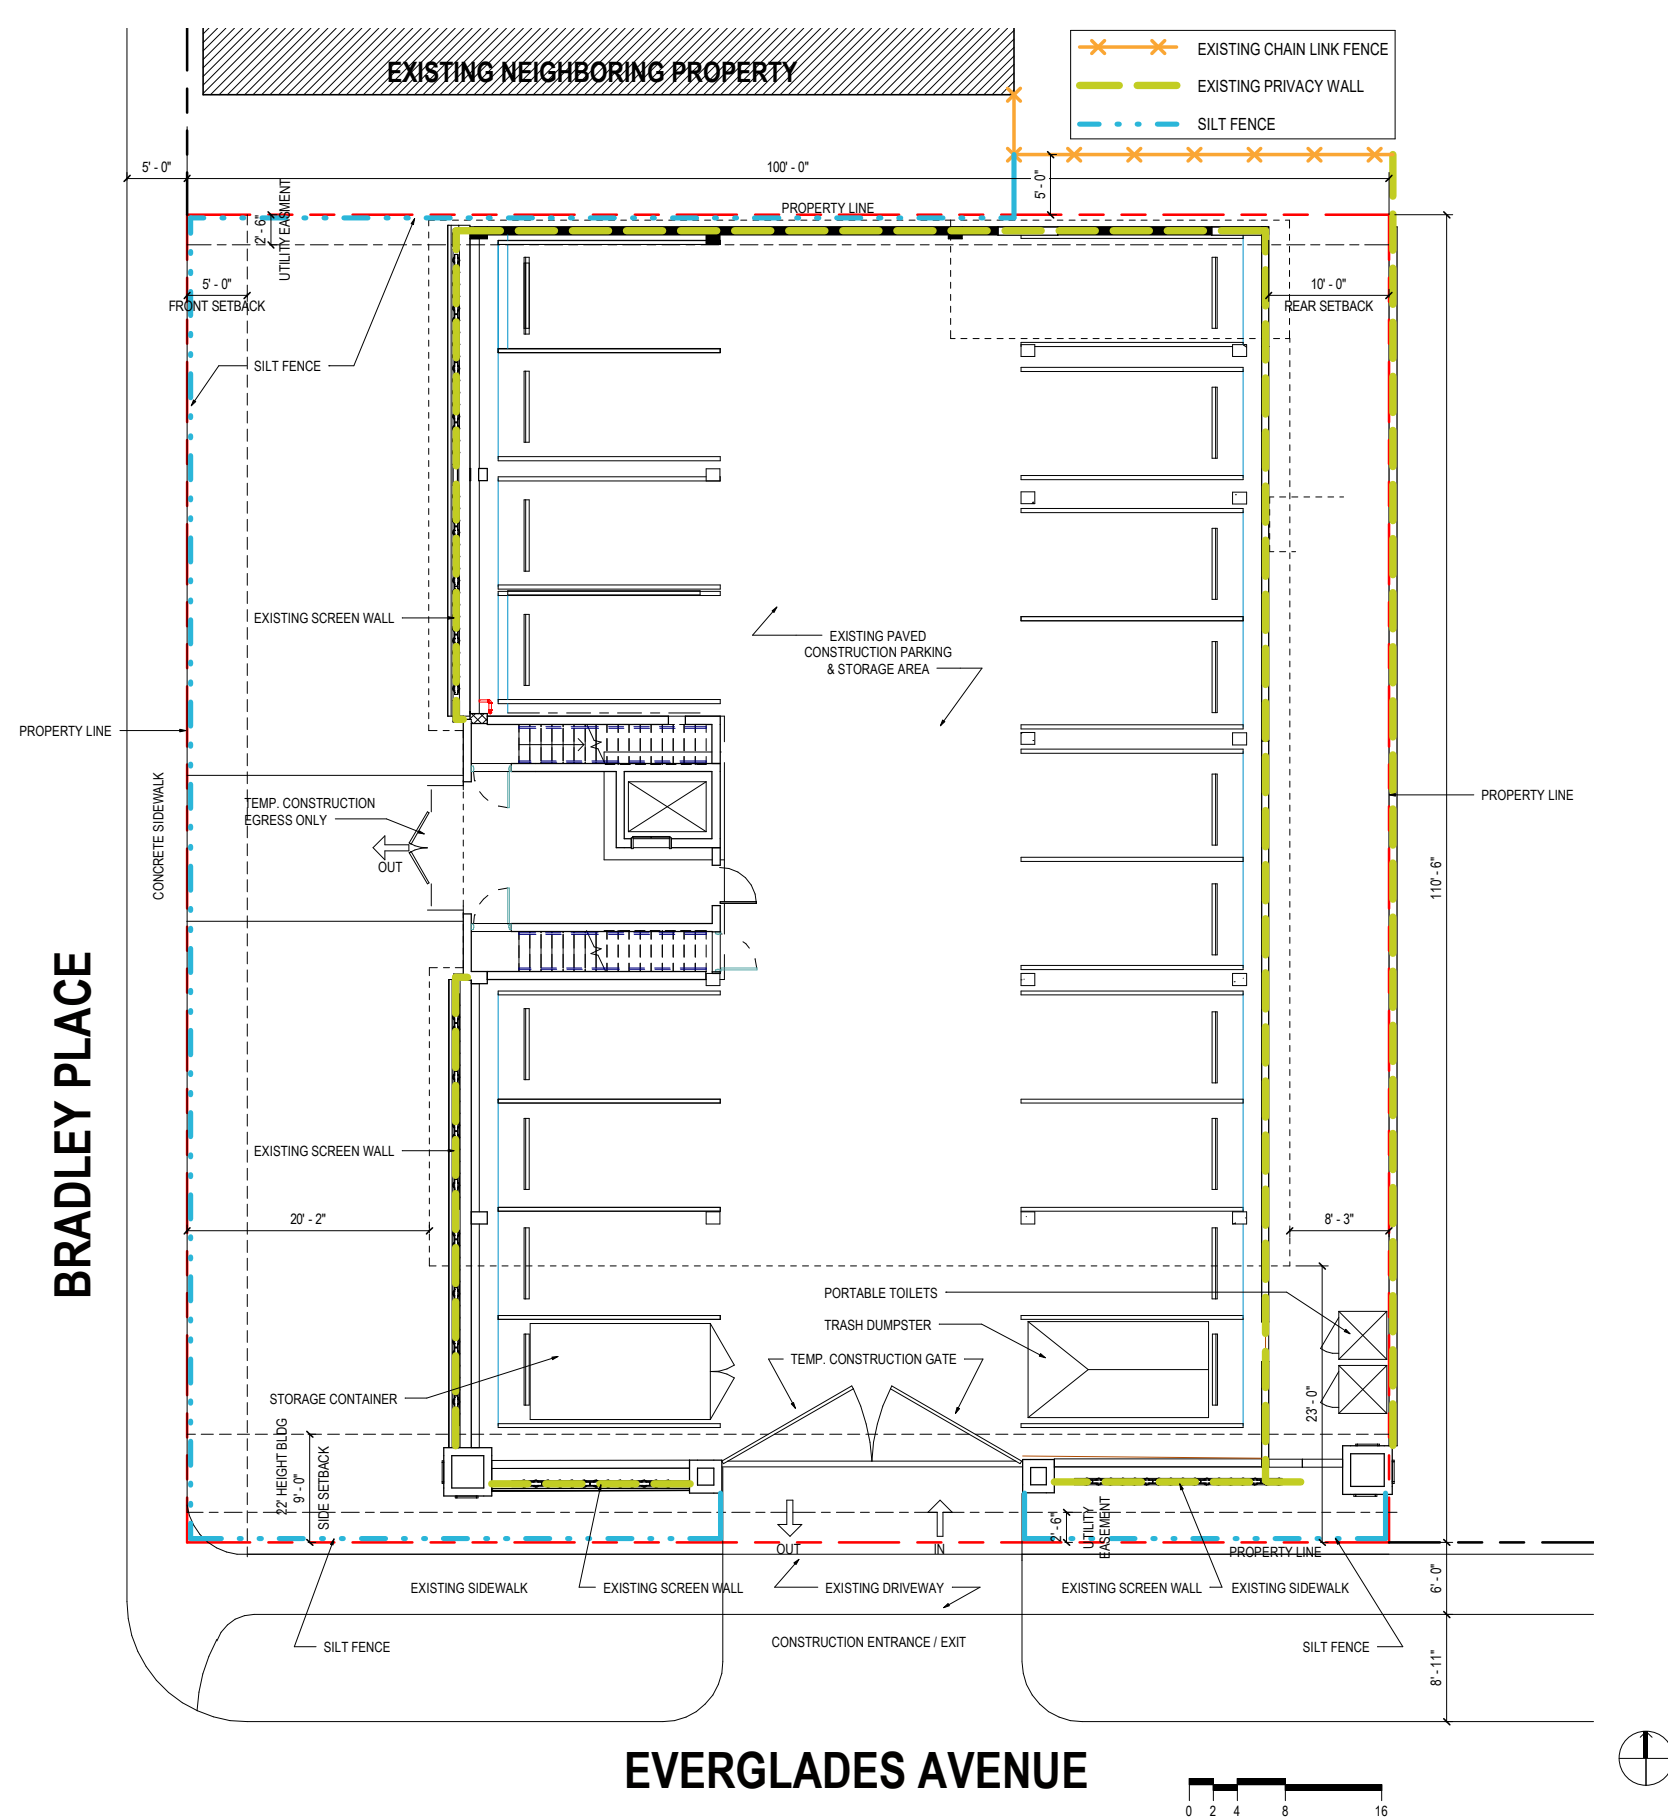 EXISTING NEIGHBORING PROPERTY
EXISTING CHAIN LINK FENCE
EXISTING PRIVACY WALL
SILT FENCE
5' - 0"
100' - 0"
5' - 0"
PROPERTY LINE
2' - 6"
UTILITY EASMENT
5' - 0"
FRONT SETBACK
10' - 0"
REAR SETBACK
SILT FENCE
EXISTING SCREEN WALL
EXISTING PAVED
CONSTRUCTION PARKING
& STORAGE AREA
PROPERTY LINE
CONCRETE SIDEWALK
TEMP. CONSTRUCTION
EGRESS ONLY
OUT
PROPERTY LINE
110' - 6"
BRADLEY PLACE
EXISTING SCREEN WALL
20' - 2"
8' - 3"
PORTABLE TOILETS
TRASH DUMPSTER
TEMP. CONSTRUCTION GATE
STORAGE CONTAINER
23' - 0"
22' HEIGHT BLDG
9' - 0"
SIDE SETBACK
2' - 6"
UTILITY
EASEMENT
OUT
IN
PROPERTY LINE
EXISTING SIDEWALK
EXISTING SCREEN WALL
EXISTING DRIVEWAY
EXISTING SCREEN WALL
EXISTING SIDEWALK
6' - 0"
SILT FENCE
CONSTRUCTION ENTRANCE / EXIT
SILT FENCE
8' - 11"
EVERGLADES AVENUE
0 2 4 8 16